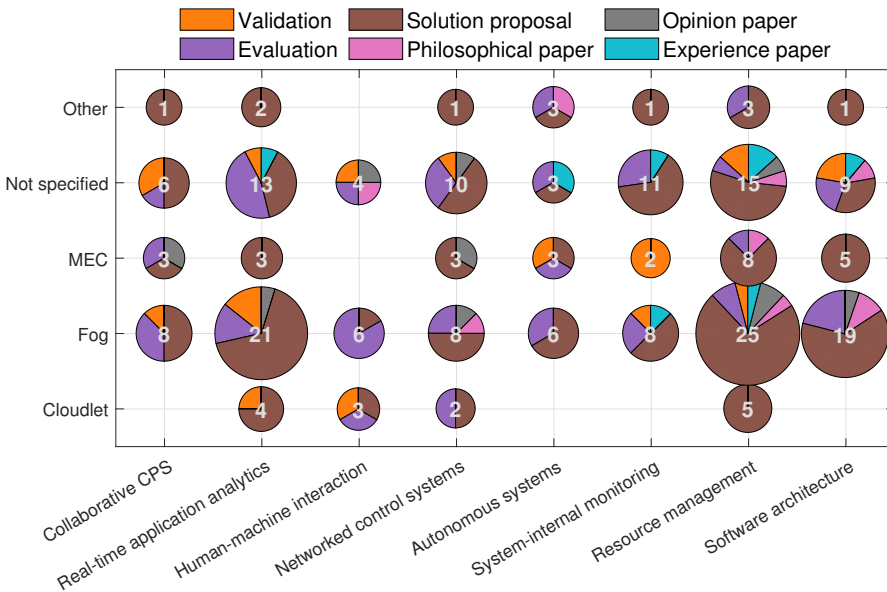 Validation Solution proposal Opinion paper
Evaluation Philosophical paper Experience paper
Other 1 2 1 3 1 3 1
Not specified 6 13 4 10 3 11 15 9
MEC 3 3 3 3 2 8 5
Fog 8 21 6 8 6 8 25 19
Cloudlet 4 3 2 5
Collaborative CPS
Real-time application analytics
Human-machine interaction
Networked control systems
Autonomous systems
System-internal monitoring
Resource management
Software architecture